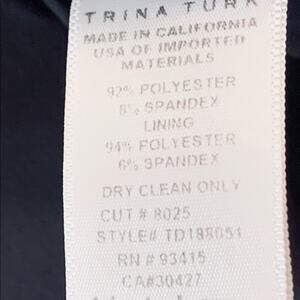 TRINA TURK
MADE IN CALIFORNIA
USA OF IMPORTED
MATERIALS
92% POLYESTER
8% SPANDEX
LINING
94% POLYESTER
6% SPANDEX
DRY CLEAN ONLY
CUT # 8025
STYLE# TD188051
RN # 93415
CA#30427